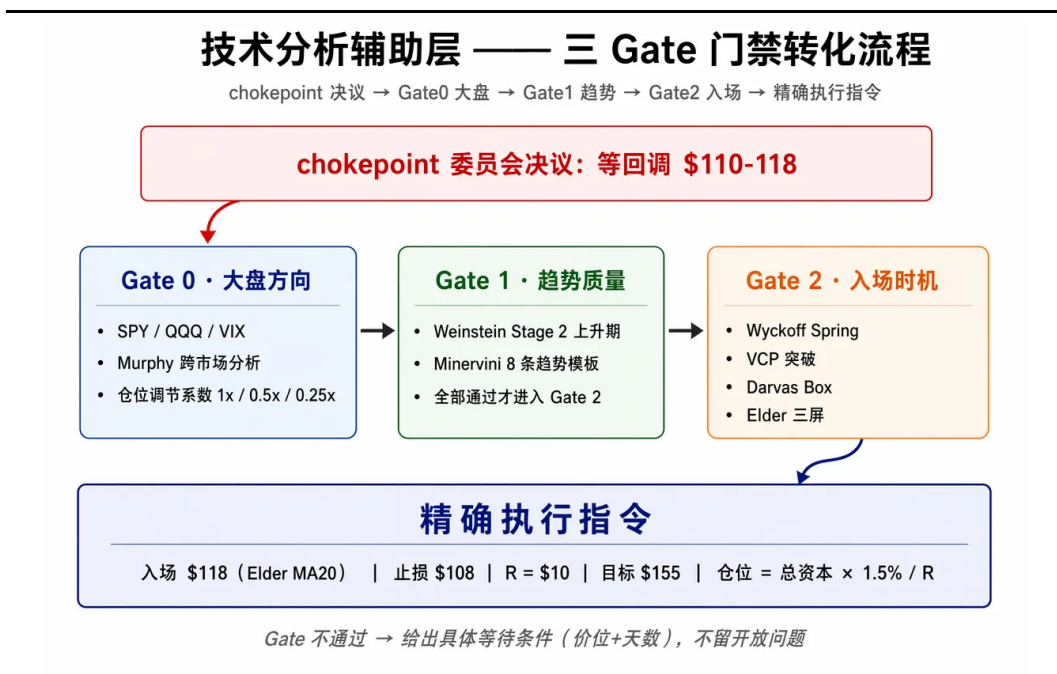 技术分析辅助层 —— 三 Gate 门禁转化流程
chokepoint 决议 → Gate0 大盘 → Gate1 趋势 → Gate2 入场 → 精确执行指令
chokepoint 委员会决议：等回调 $110-118
Gate 0 · 大盘方向
• SPY / QQQ / VIX
• Murphy 跨市场分析
• 仓位调节系数 1x / 0.5x / 0.25x
Gate 1 · 趋势质量
• Weinstein Stage 2 上升期
• Minervini 8 条趋势模板
• 全部通过才进入 Gate 2
Gate 2 · 入场时机
• Wyckoff Spring
• VCP 突破
• Darvas Box
• Elder 三屏
精确执行指令
入场 $118（Elder MA20） | 止损 $108 | R = $10 | 目标 $155 | 仓位 = 总资本 × 1.5% / R
Gate 不通过 → 给出具体等待条件（价位+天数），不留开放问题